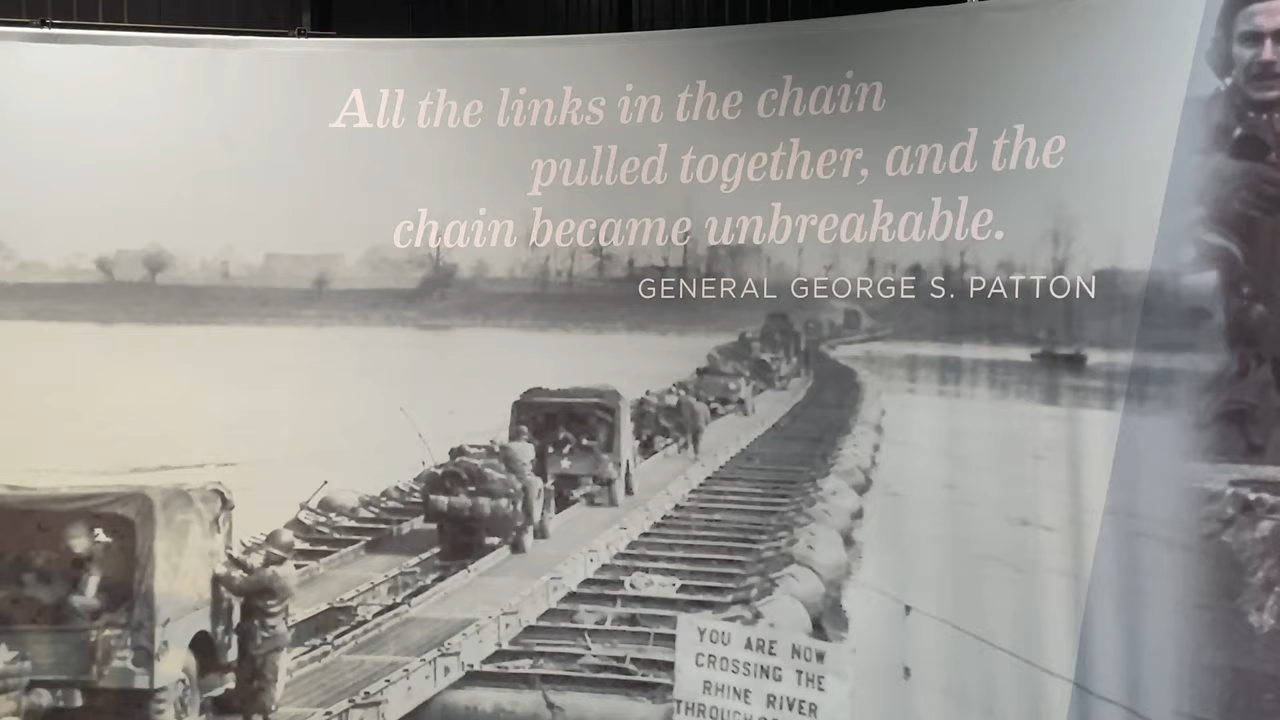 All the links in the chain
pulled together, and the
chain became unbreakable.
GENERAL GEORGE S. PATTON
YOU ARE NOW
CROSSING THE
RHINE RIVER